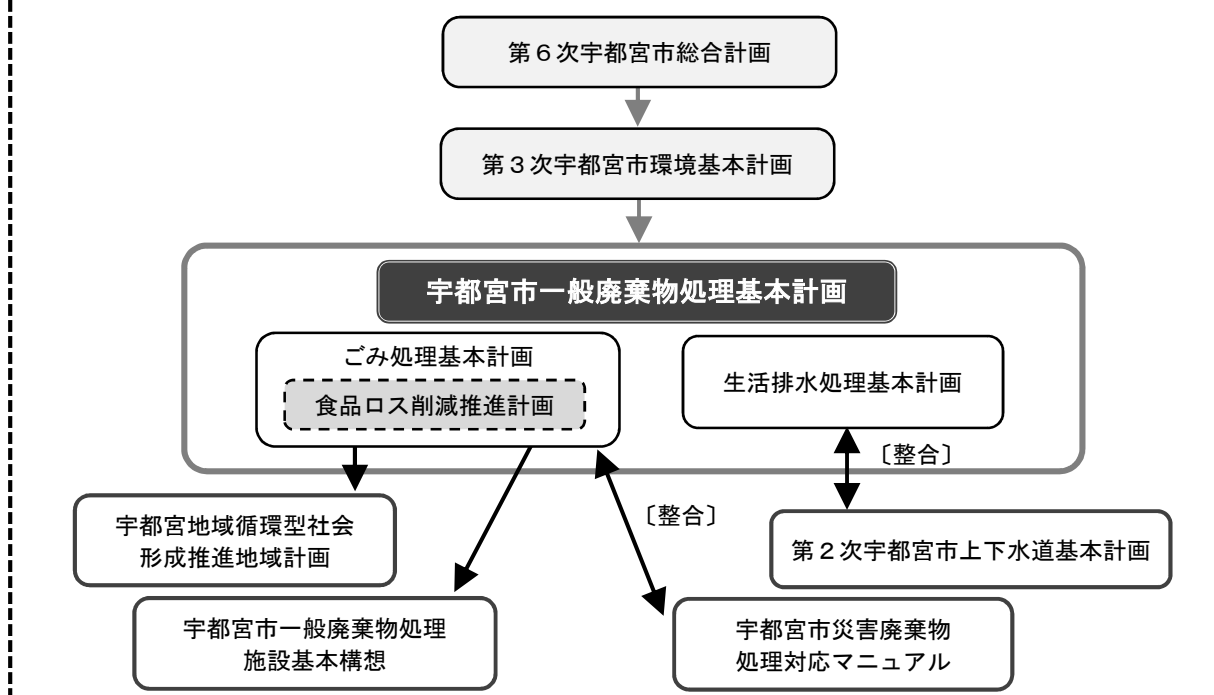 第６次宇都宮市総合計画
第３次宇都宮市環境基本計画
宇都宮市一般廃棄物処理基本計画
ごみ処理基本計画
食品ロス削減推進計画
生活排水処理基本計画
〔整合〕
宇都宮地域循環型社会
形成推進地域計画
〔整合〕
第２次宇都宮市上下水道基本計画
宇都宮市一般廃棄物処理
施設基本構想
宇都宮市災害廃棄物
処理対応マニュアル